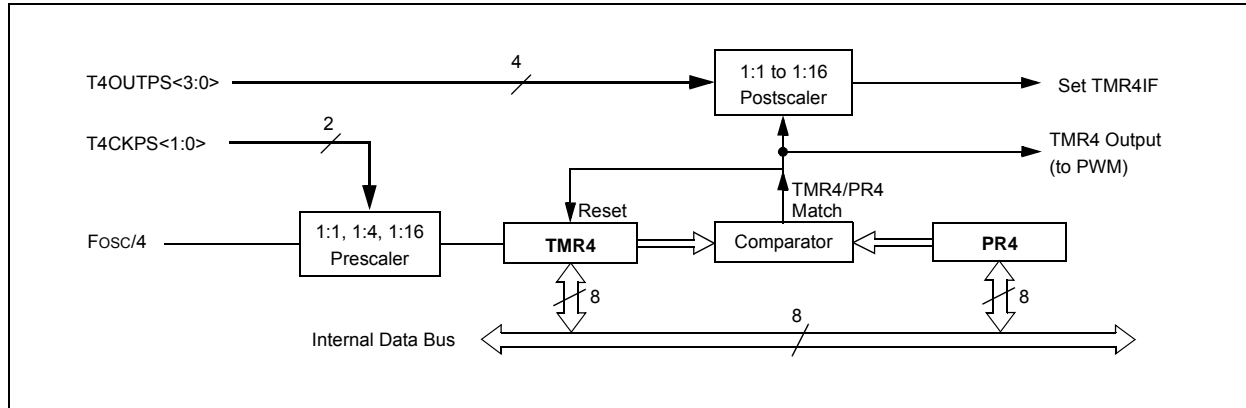 T4OUTPS<3:0>
4
1:1 to 1:16
Postscaler
Set TMR4IF
T4CKPS<1:0>
2
TMR4 Output
(to PWM)
TMR4/PR4
Match
Reset
FOSC/4
1:1, 1:4, 1:16
Prescaler
TMR4
Comparator
PR4
8
8
8
Internal Data Bus